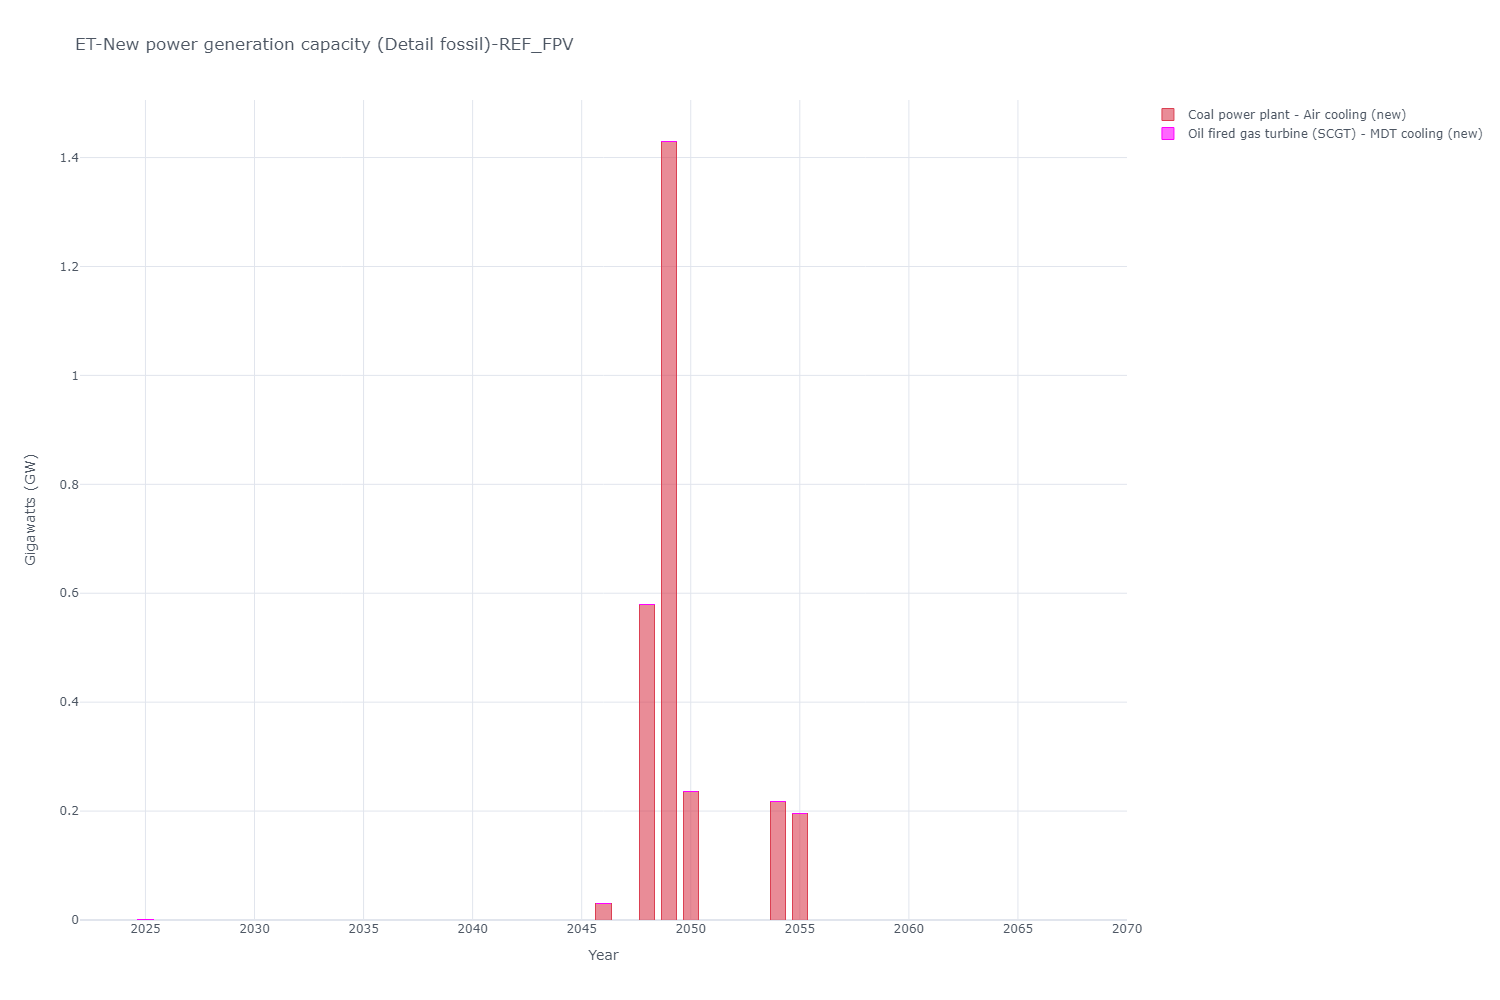 ET-New power generation capacity (Detail fossil)-REF_FPV
Coal power plant - Air cooling (new)
Oil fired gas turbine (SCGT) - MDT cooling (new)
1.4
1.2
1
0.8
0.6
0.4
0.2
0
Gigawatts (GW)
2025 2030 2035 2040 2045 2050 2055 2060 2065 2070
Year